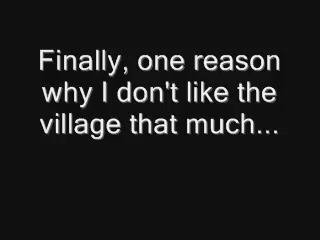 Finally, one reason
why I don't like the
village that much...